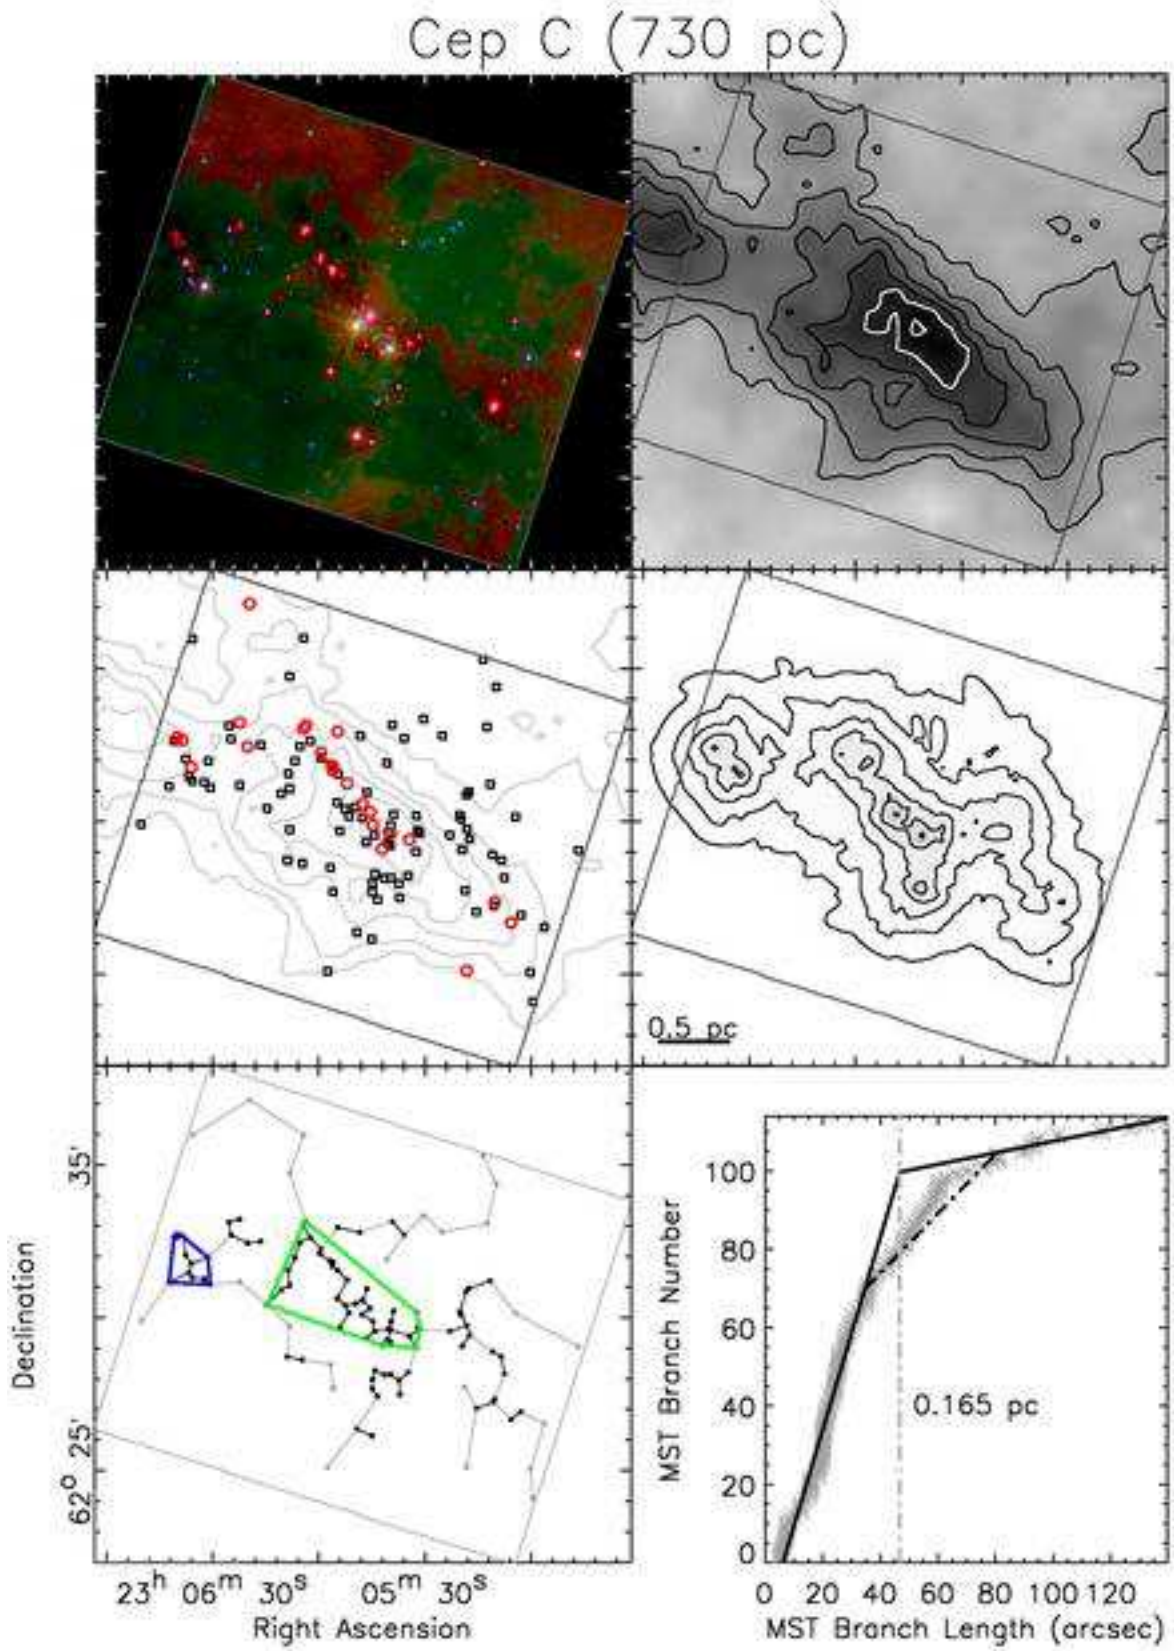 Cep C (730 pc)
0.5 pc
35'
62° 25'
Declination
23ʰ 06ᵐ 30ˢ 05ᵐ 30ˢ
Right Ascension
100
80
60
40
20
0
MST Branch Number
0.165 pc
0 20 40 60 80 100 120
MST Branch Length (arcsec)